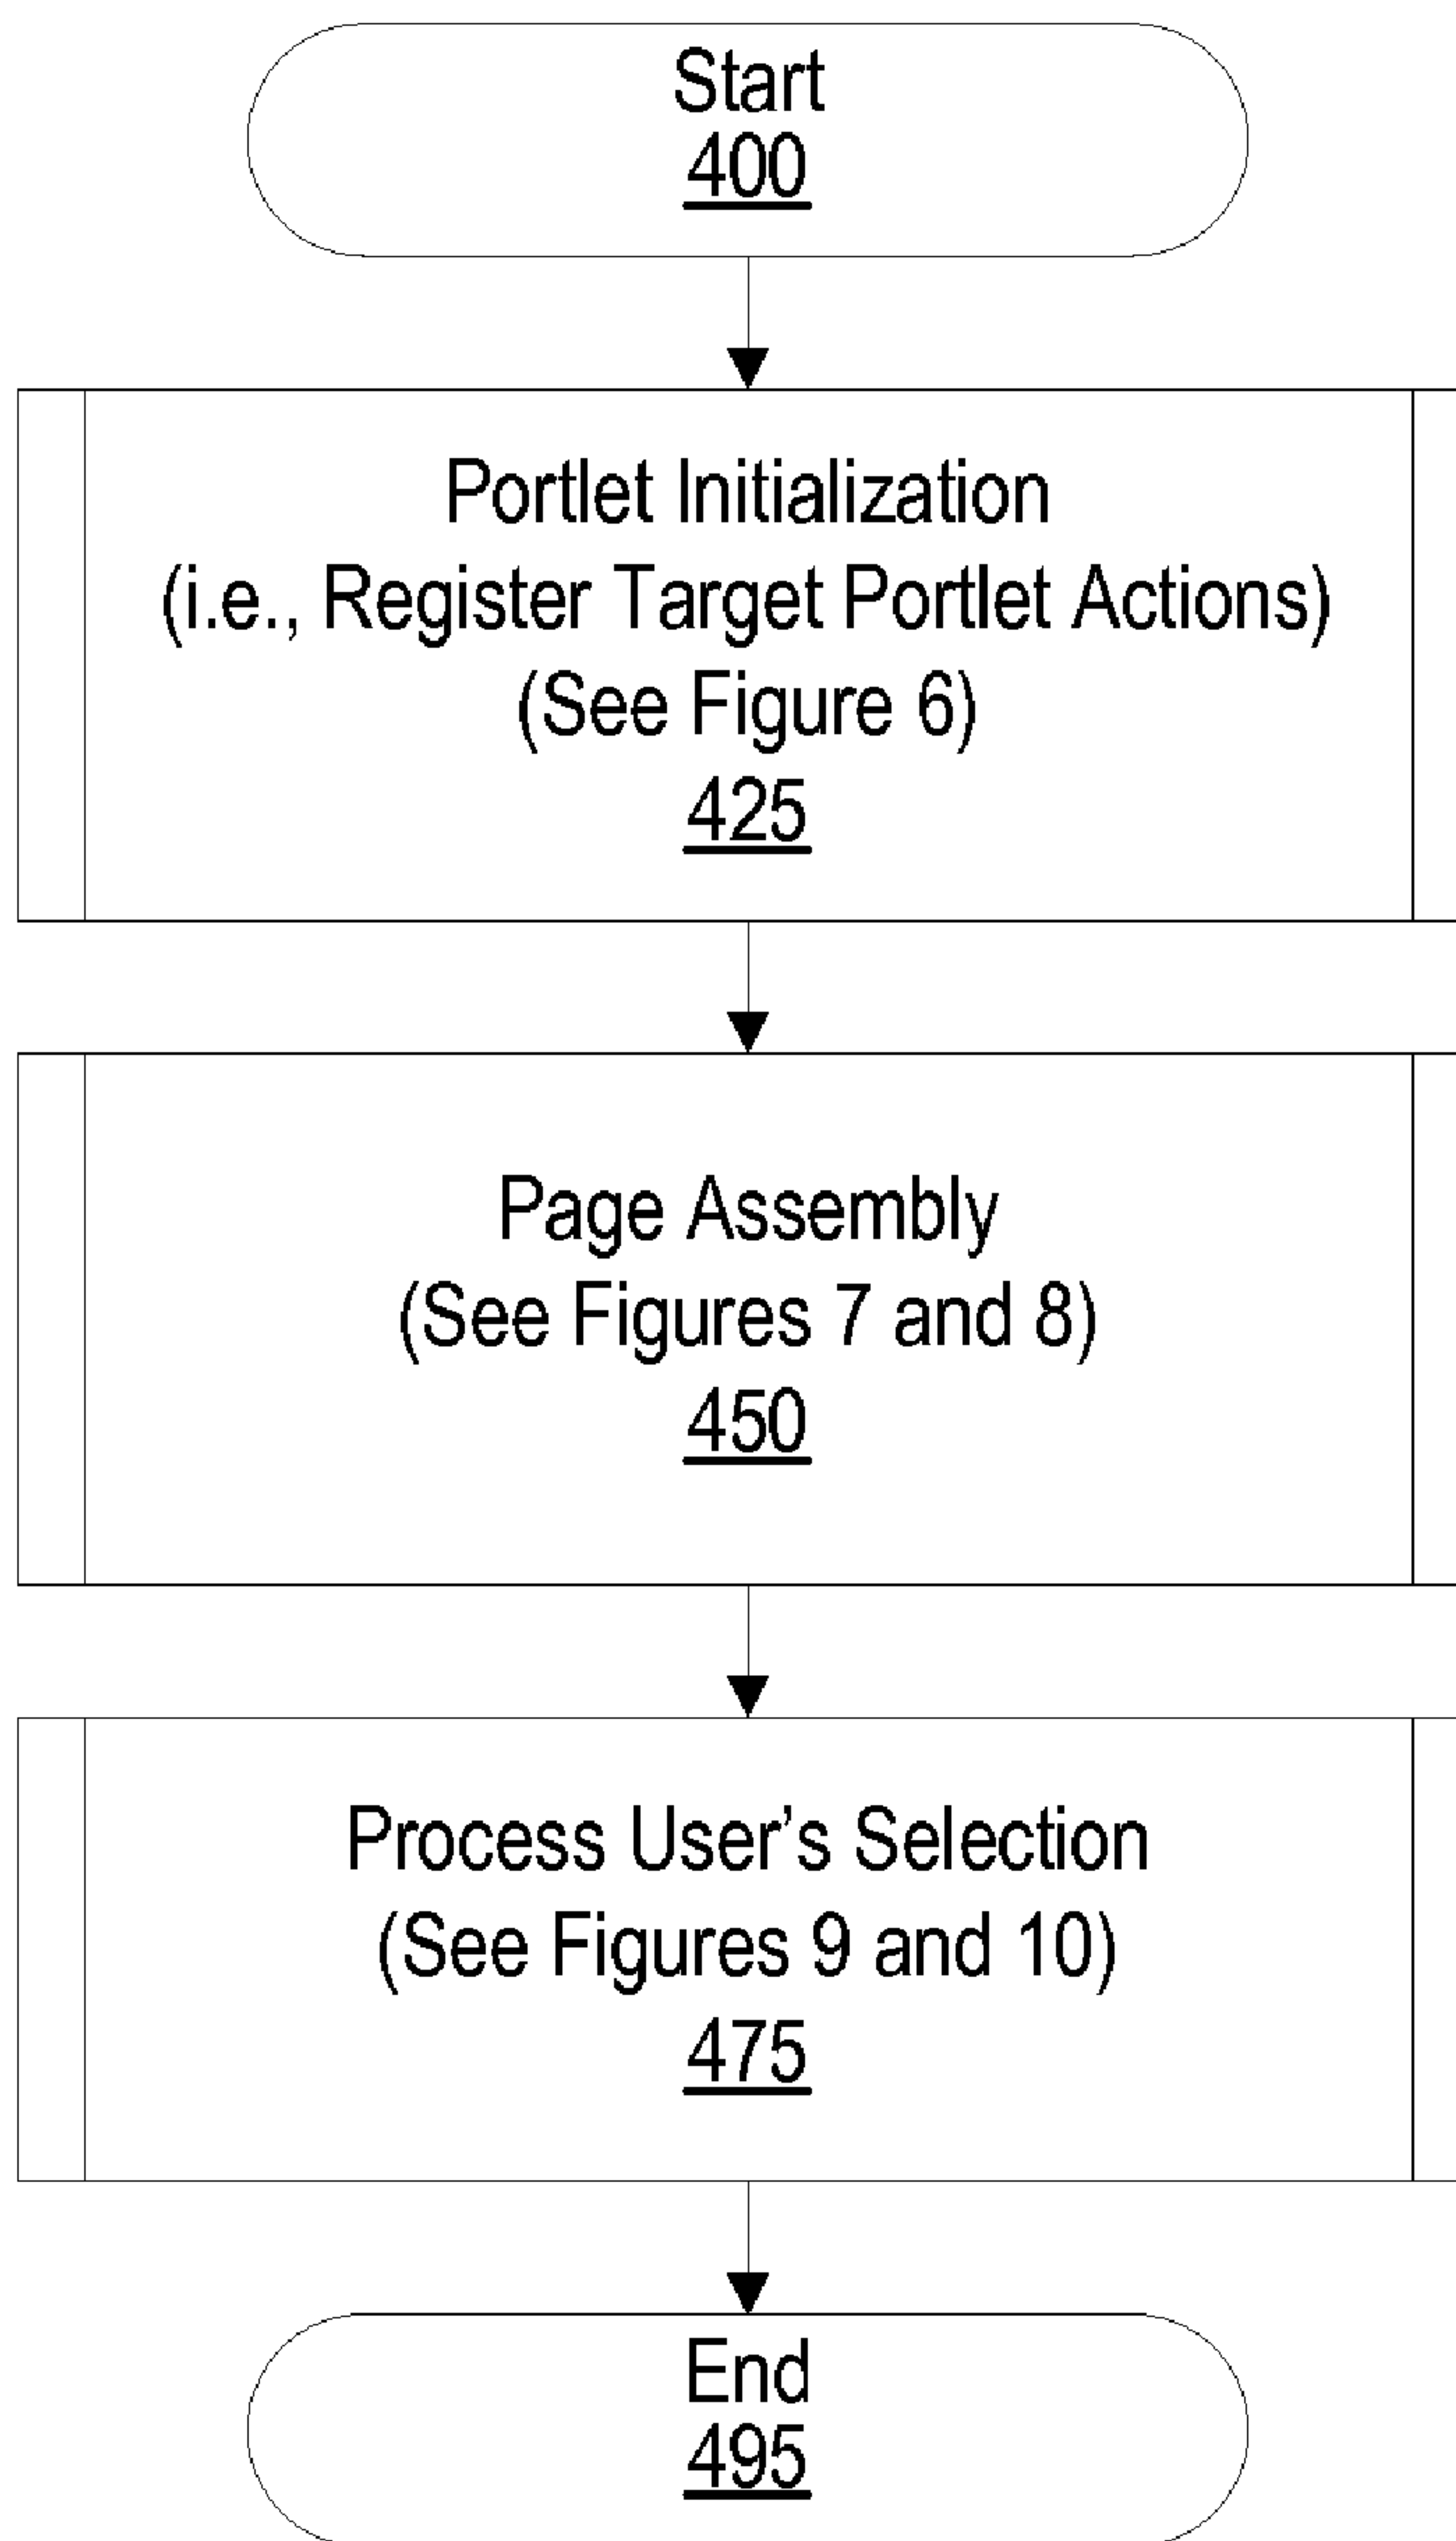 Start
400
Portlet Initialization
(i.e., Register Target Portlet Actions)
(See Figure 6)
425
Page Assembly
(See Figures 7 and 8)
450
Process User’s Selection
(See Figures 9 and 10)
475
End
495